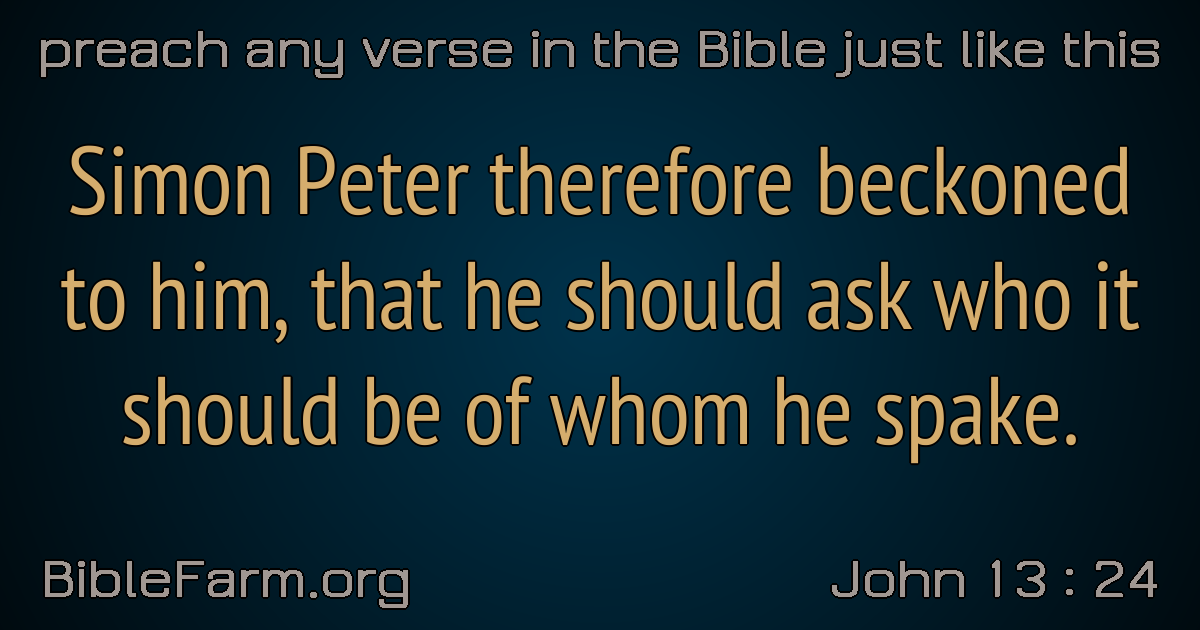 preach any verse in the Bible just like this
Simon Peter therefore beckoned
to him, that he should ask who it
should be of whom he spake.
BibleFarm.org
John 13 : 24